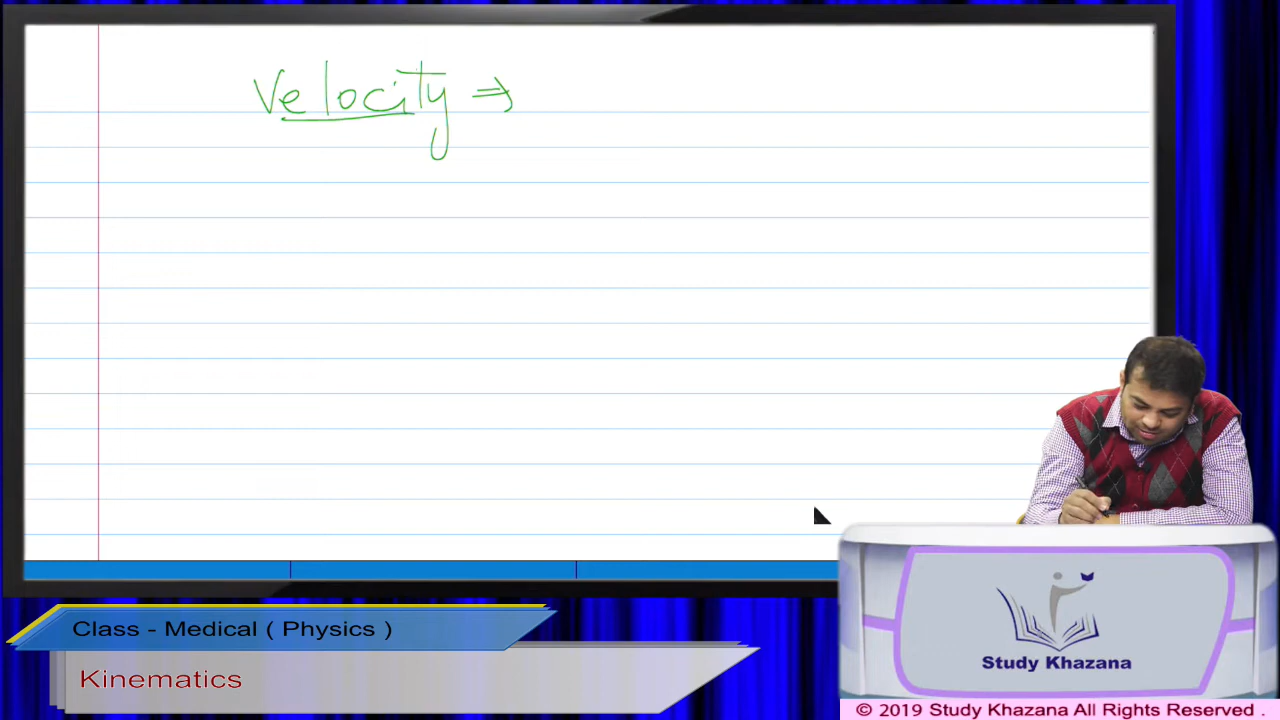 Velocity ⇒
Class - Medical ( Physics )
Kinematics
Study Khazana
© 2019 Study Khazana All Rights Reserved .